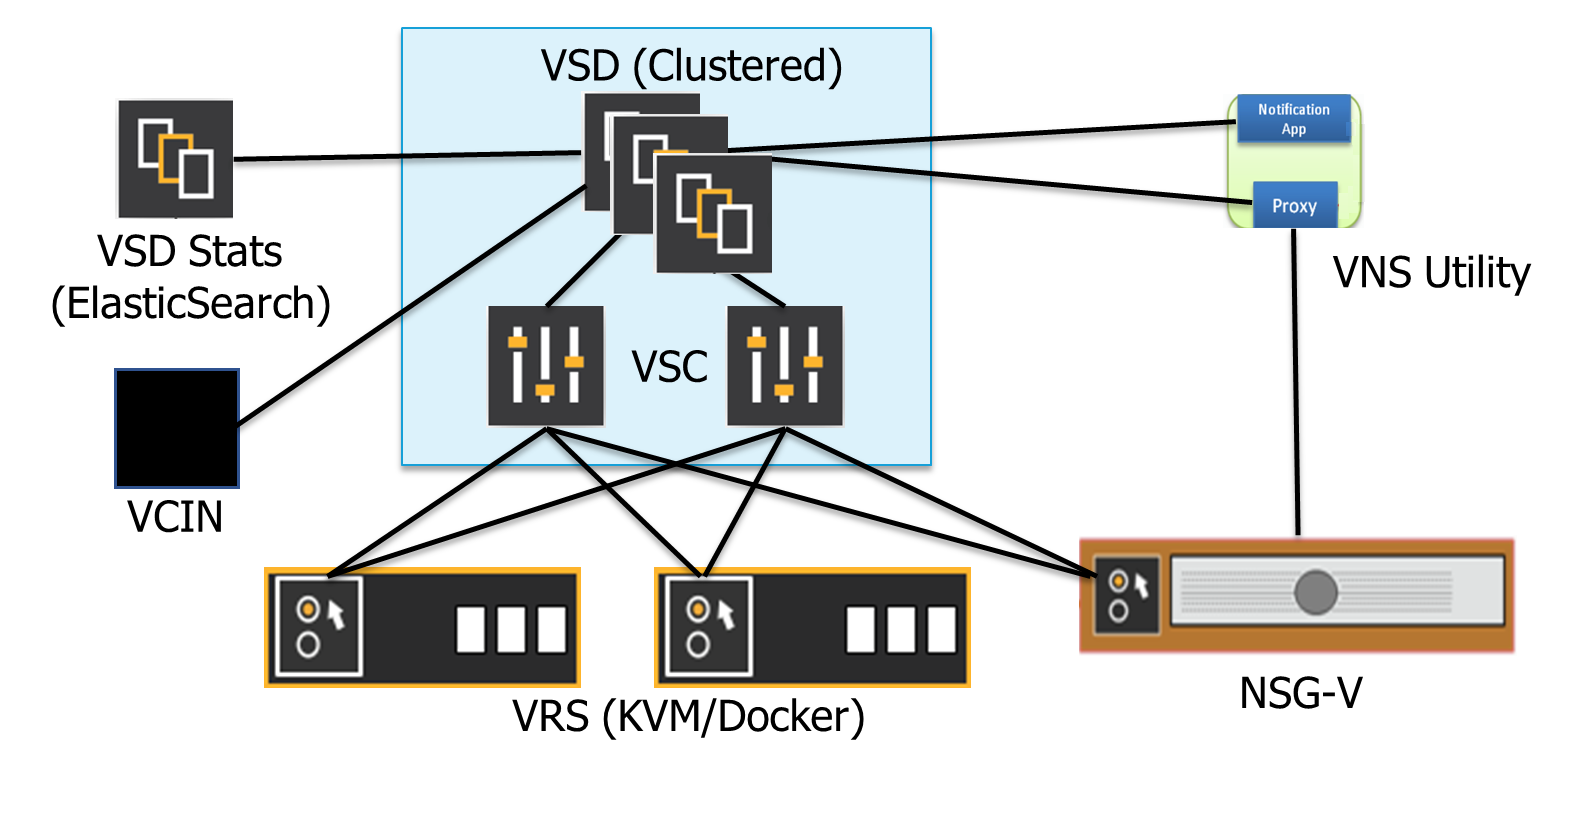 VSD (Clustered)
Notification
App
Proxy
VSD Stats
(ElasticSearch)
VNS Utility
VSC
VCIN
NSG-V
VRS (KVM/Docker)